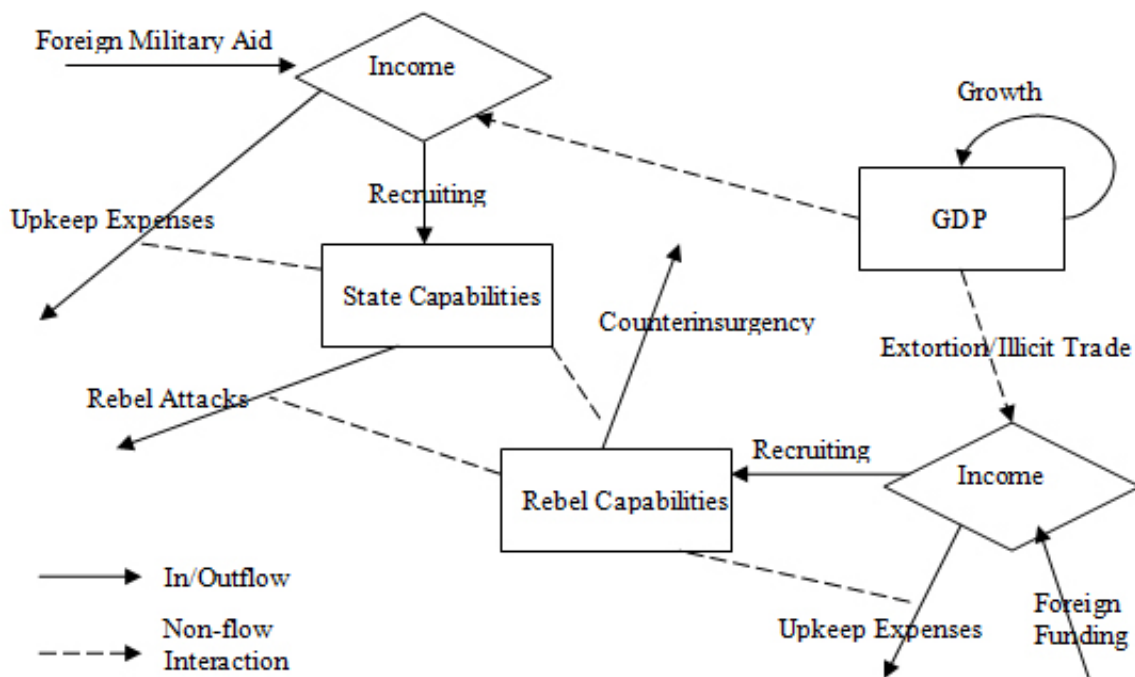 Foreign Military Aid
Income
Growth
Recruiting
Upkeep Expenses
GDP
State Capabilities
Counterinsurgency
Extortion/Illicit Trade
Rebel Attacks
Recruiting
Income
Rebel Capabilities
In/Outflow
Non-flow
Interaction
Upkeep Expenses
Foreign
Funding